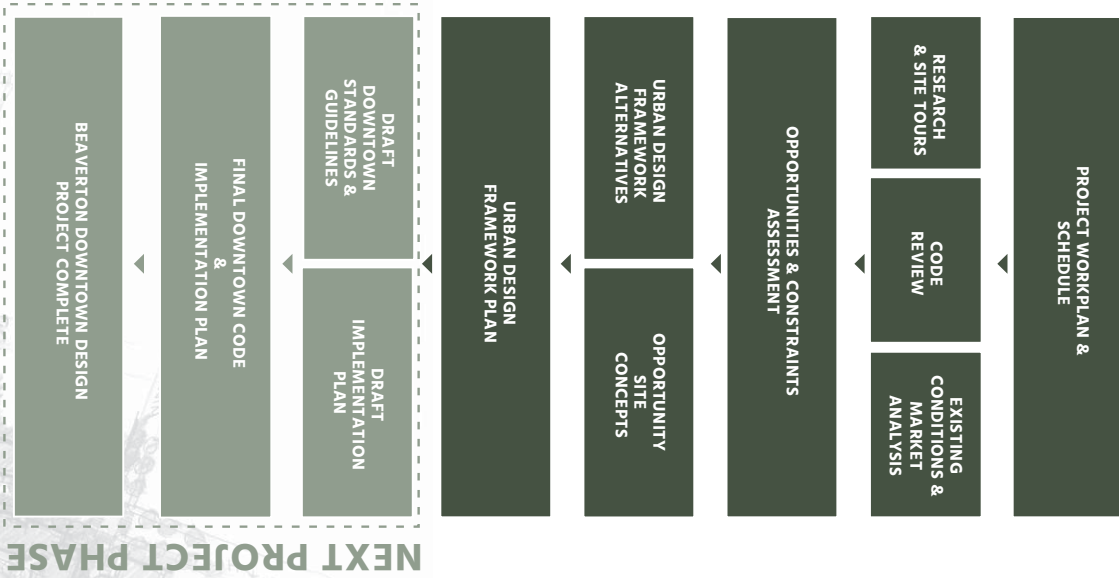 PROJECT WORKPLAN &
SCHEDULE
RESEARCH
& SITE TOURS
CODE
REVIEW
EXISTING
CONDITIONS &
MARKET
ANALYSIS
OPPORTUNITIES & CONSTRAINTS
ASSESSMENT
URBAN DESIGN
FRAMEWORK
ALTERNATIVES
OPPORTUNITY
SITE
CONCEPTS
URBAN DESIGN
FRAMEWORK PLAN
DRAFT
DOWNTOWN
STANDARDS &
GUIDELINES
DRAFT
IMPLEMENTATION
PLAN
FINAL DOWNTOWN CODE
&
IMPLEMENTATION PLAN
BEAVERTON DOWNTOWN DESIGN
PROJECT COMPLETE
NEXT PROJECT PHASE